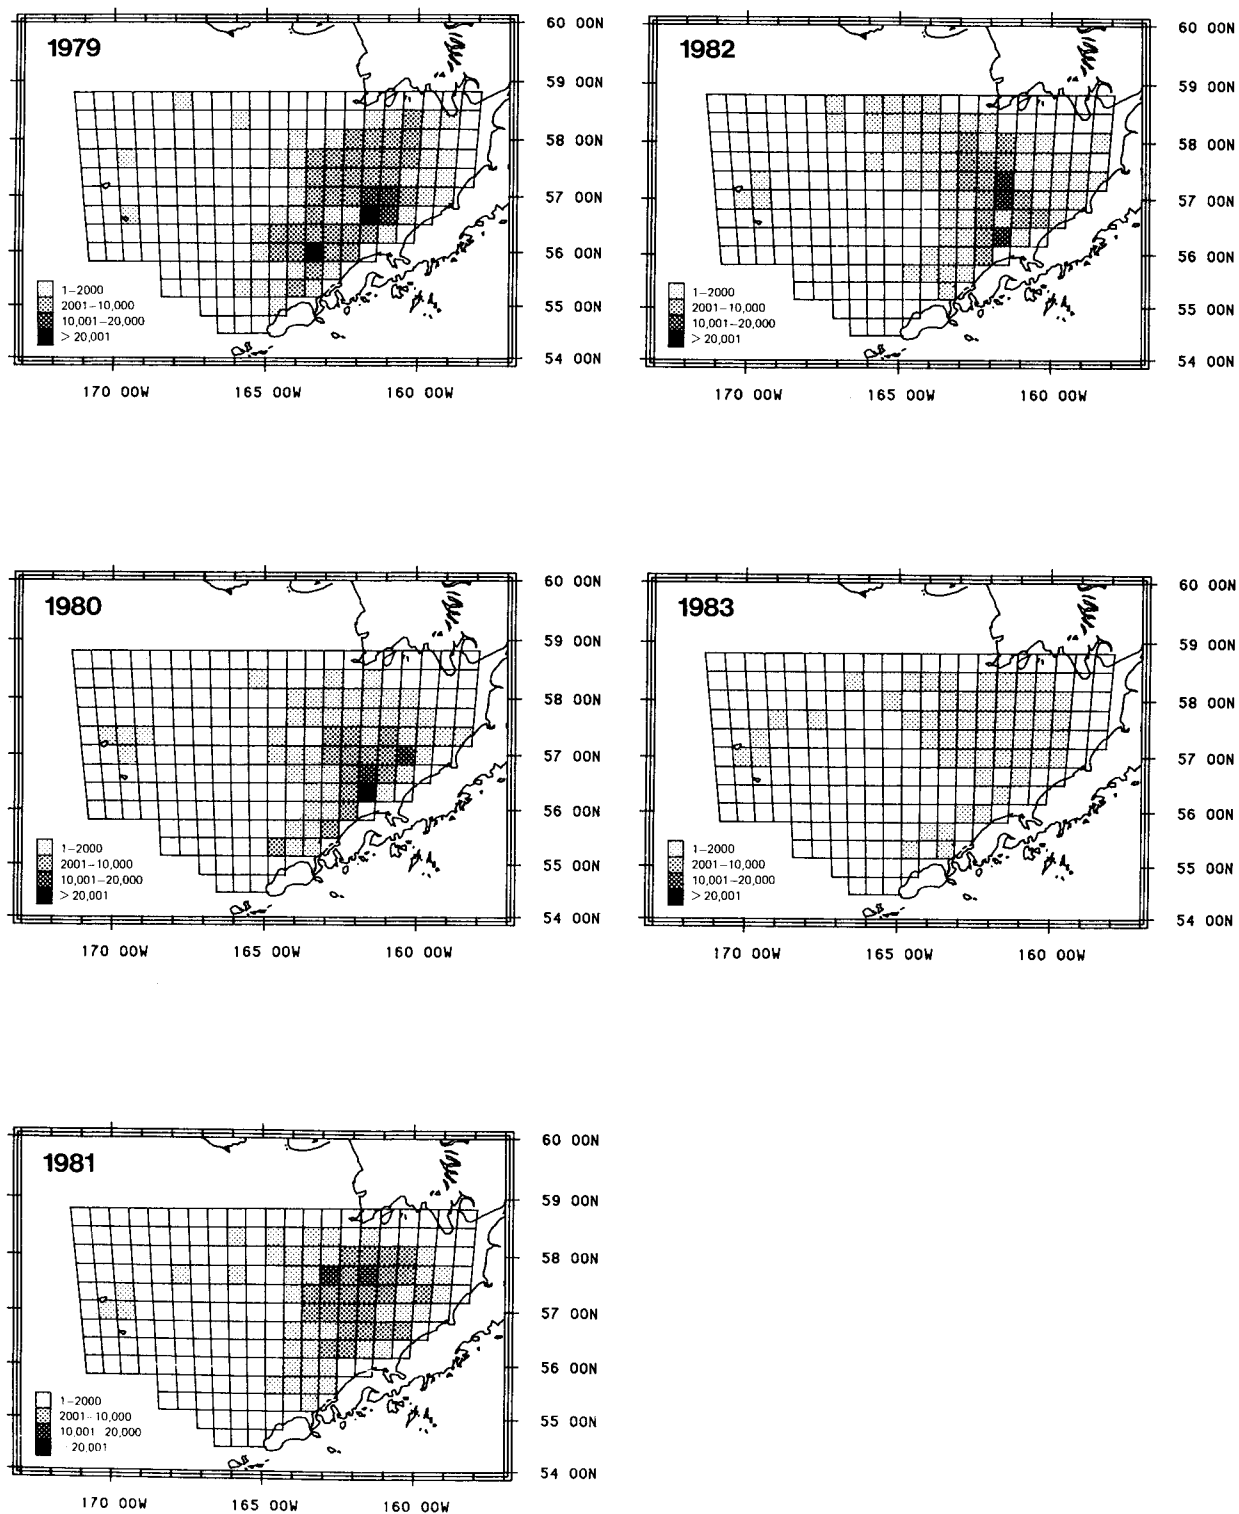 1979
60 00N
59 00N
58 00N
57 00N
56 00N
55 00N
54 00N
1–2000
2001–10,000
10,001–20,000
> 20,001
170 00W
165 00W
160 00W
1982
60 00N
59 00N
58 00N
57 00N
56 00N
55 00N
54 00N
1–2000
2001–10,000
10,001–20,000
> 20,001
170 00W
165 00W
160 00W
1980
60 00N
59 00N
58 00N
57 00N
56 00N
55 00N
54 00N
1–2000
2001–10,000
10,001–20,000
> 20,001
170 00W
165 00W
160 00W
1983
60 00N
59 00N
58 00N
57 00N
56 00N
55 00N
54 00N
1–2000
2001–10,000
10,001–20,000
> 20,001
170 00W
165 00W
160 00W
1981
60 00N
59 00N
58 00N
57 00N
56 00N
55 00N
54 00N
1–2000
2001–10,000
10,001 20,000
20,001
170 00W
165 00W
160 00W